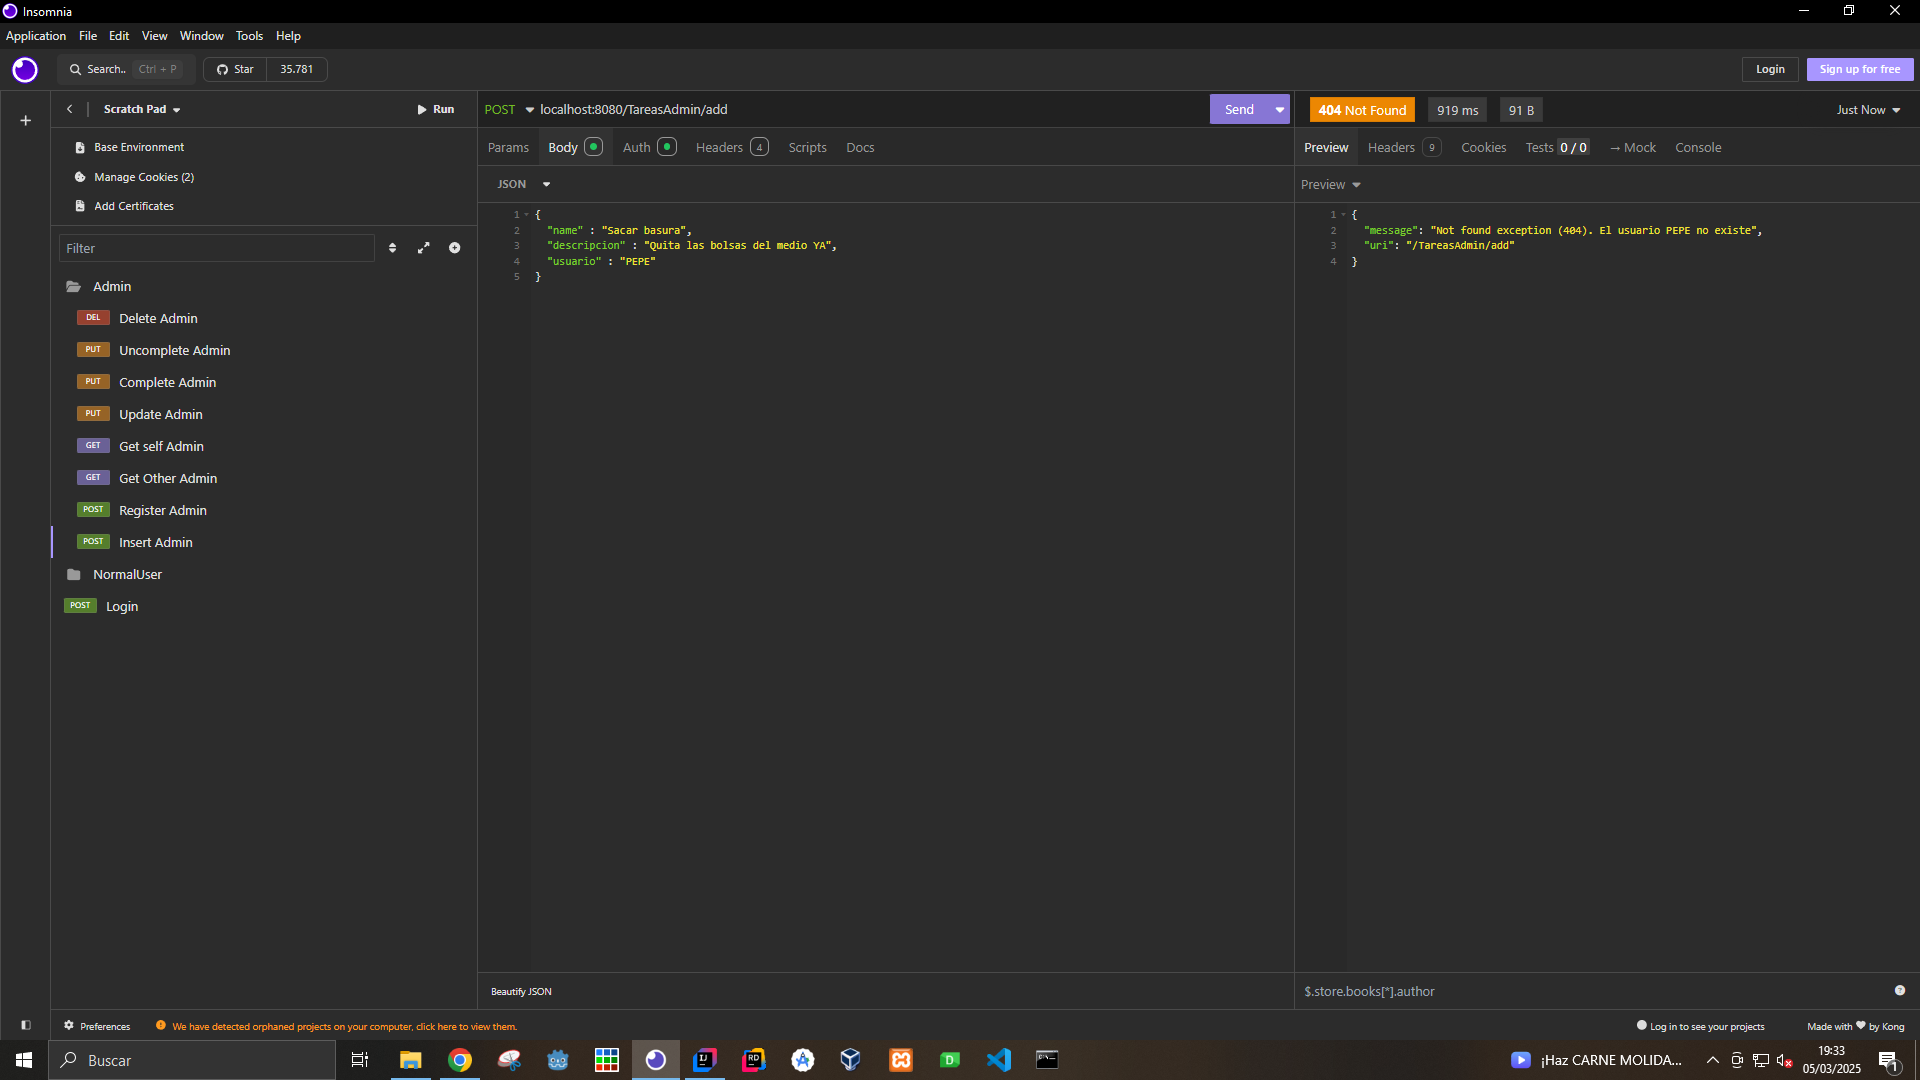 Insomnia
Application File Edit View Window Tools Help
Search.. Ctrl + P Star 35.781 Login Sign up for free
Scratch Pad Run
Base Environment
Manage Cookies (2)
Add Certificates
Filter
Admin
DEL Delete Admin
PUT Uncomplete Admin
PUT Complete Admin
PUT Update Admin
GET Get self Admin
GET Get Other Admin
POST Register Admin
POST Insert Admin
NormalUser
POST Login
POST localhost:8080/TareasAdmin/add Send
Params Body Auth Headers 4 Scripts Docs
JSON
1 {
2 "name" : "Sacar basura",
3 "descripcion" : "Quita las bolsas del medio YA",
4 "usuario" : "PEPE"
5 }
Beautify JSON
404 Not Found 919 ms 91 B Just Now
Preview Headers 9 Cookies Tests 0 / 0 → Mock Console
Preview
1 {
2 "message": "Not found exception (404). El usuario PEPE no existe",
3 "uri": "/TareasAdmin/add"
4 }
$.store.books[*].author
Preferences We have detected orphaned projects on your computer, click here to view them. Log in to see your projects Made with ♥ by Kong
Buscar ¡Haz CARNE MOLIDA... 19:33
05/03/2025 1